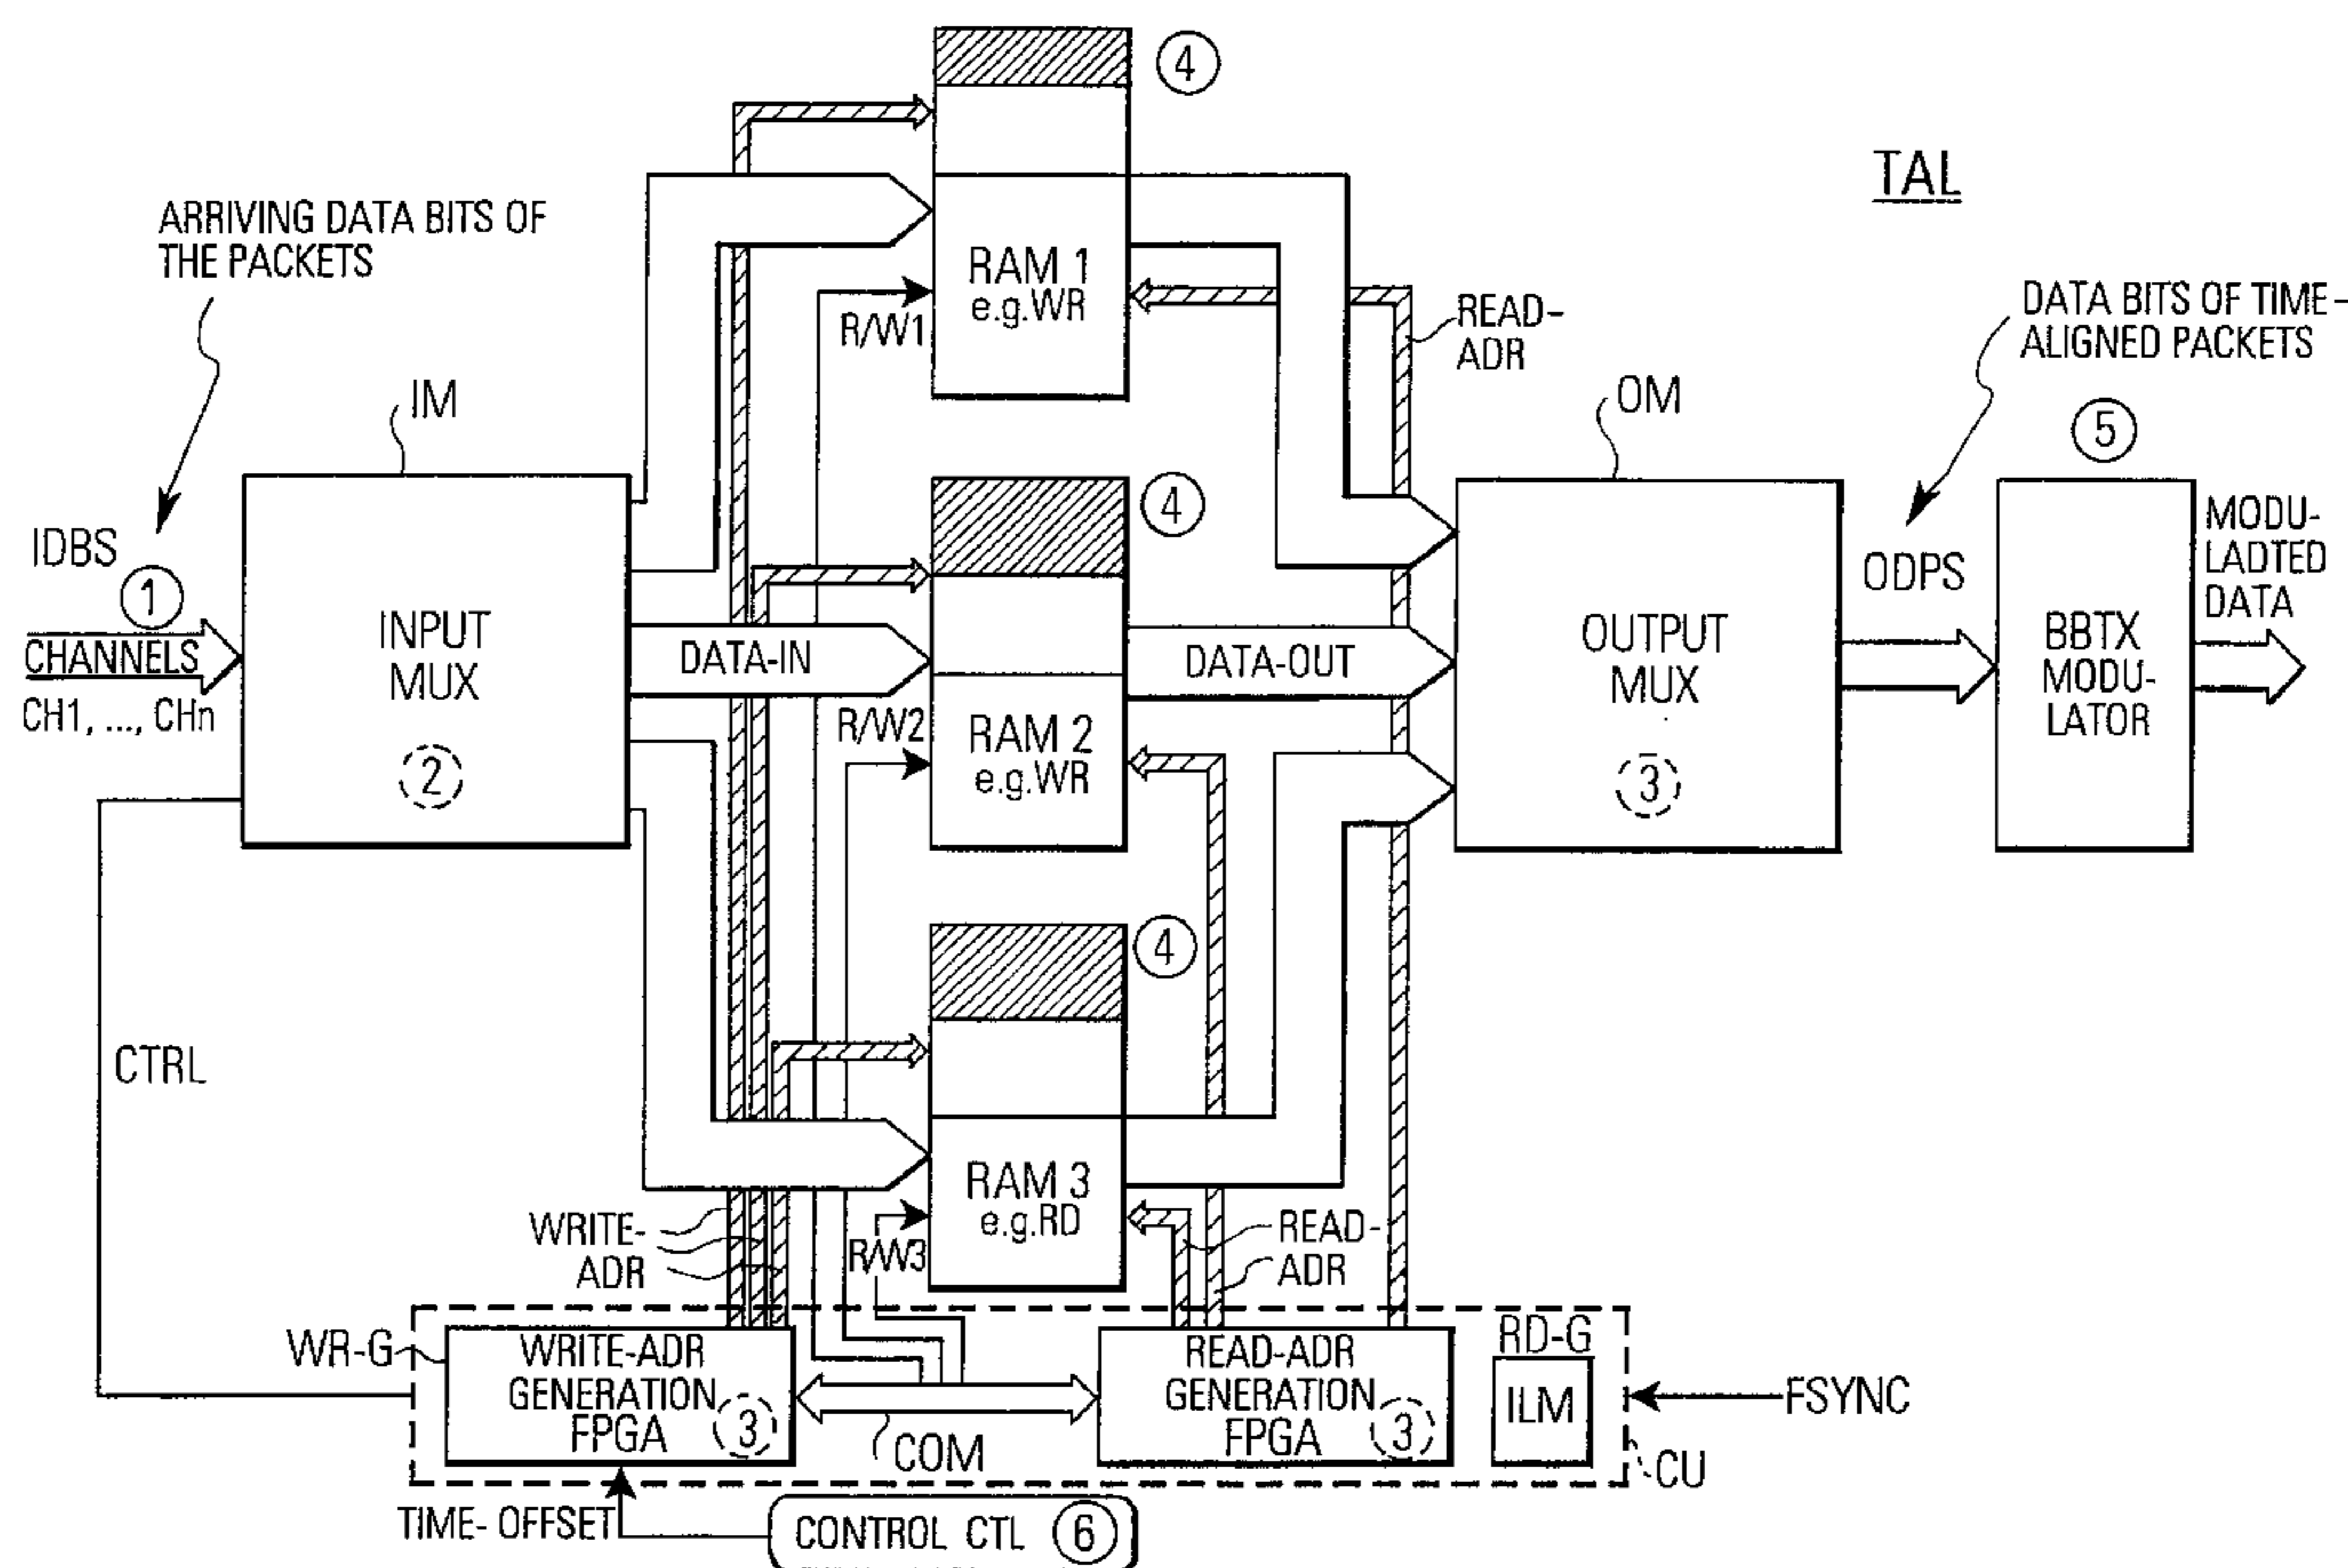 4
TAL
ARRIVING DATA BITS OF
THE PACKETS
RAM 1
e.g.WR
R/W1
READ-
ADR
DATA BITS OF TIME-
ALIGNED PACKETS
IM
OM
5
4
IDBS
1
CHANNELS
CH1, ..., CHn
INPUT
MUX
2
DATA-IN
R/W2
RAM 2
e.g.WR
DATA-OUT
OUTPUT
MUX
3
ODPS
BBTX
MODU-
LATOR
MODU-
LADTED
DATA
4
CTRL
RAM 3
e.g.RD
R/W3
WRITE-
ADR
READ-
ADR
WR-G
WRITE-ADR
GENERATION
FPGA
3
COM
READ-ADR
GENERATION
FPGA
3
RD-G
ILM
FSYNC
CU
TIME- OFFSET
CONTROL CTL 6